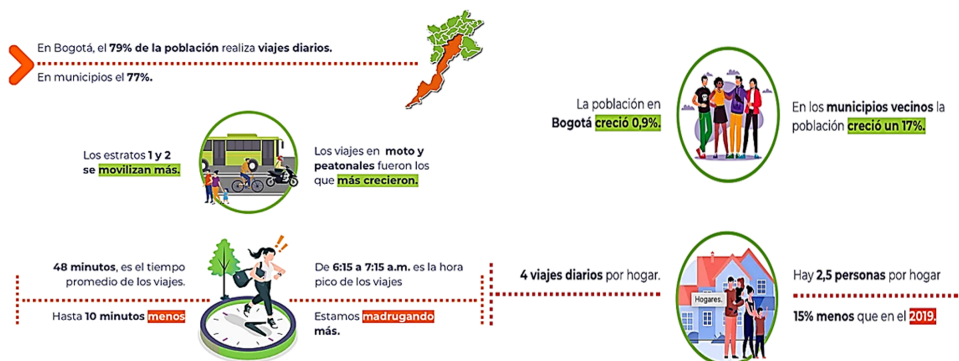 En Bogotá, el 79% de la población realiza viajes diarios.
En municipios el 77%.
Los estratos 1 y 2
se movilizan más.
Los viajes en moto y
peatonales fueron los
que más crecieron.
48 minutos, es el tiempo
promedio de los viajes.
Hasta 10 minutos menos
De 6:15 a 7:15 a.m. es la hora
pico de los viajes
Estamos madrugando
más.
La población en
Bogotá creció 0,9%.
En los municipios vecinos la
población creció un 17%.
4 viajes diarios por hogar.
Hogares.
Hay 2,5 personas por hogar
15% menos que en el 2019.